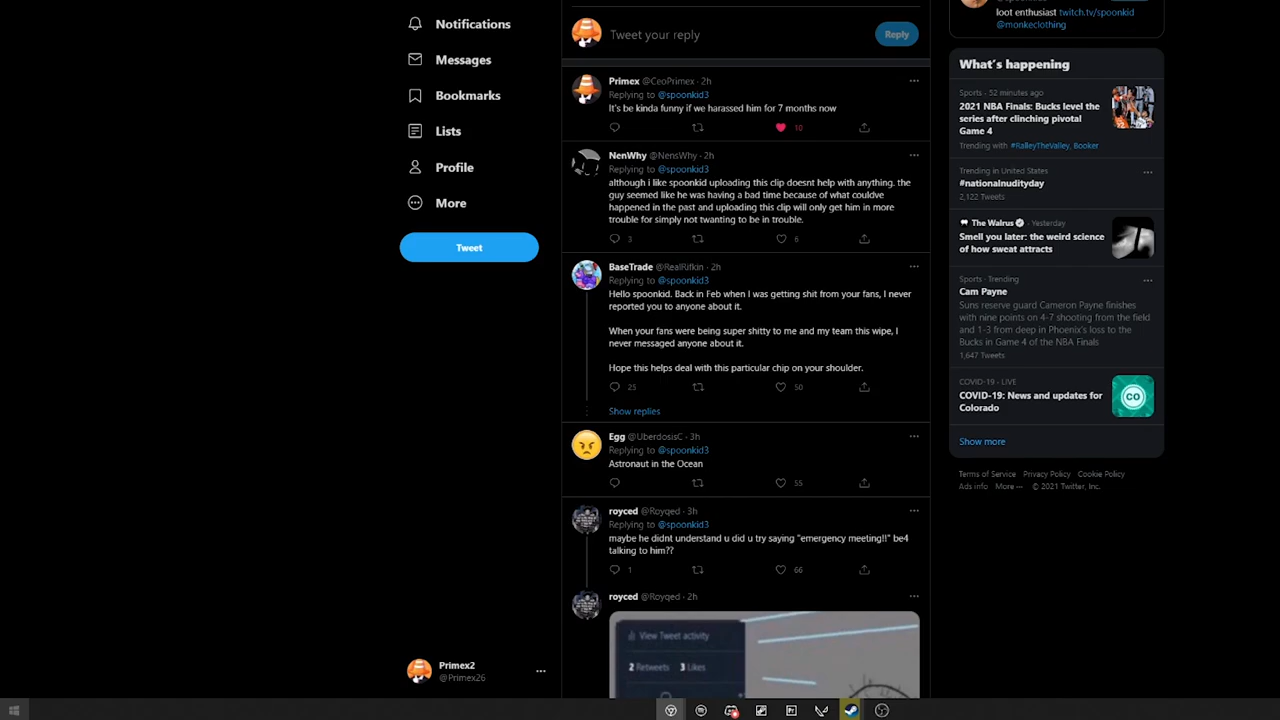 Notifications
Messages
Bookmarks
Lists
Profile
More
Tweet
Primex2
@Primex26
Tweet your reply
Reply
Primex @CeoPrimex · 2h
Replying to @spoonkid3
It's be kinda funny if we harassed him for 7 months now
10
NenWhy @NensWhy · 2h
Replying to @spoonkid3
although i like spoonkid uploading this clip doesnt help with anything. the
guy seemed like he was having a bad time because of what couldve
happened in the past and uploading this clip will only get him in more
trouble for simply not twanting to be in trouble.
3 6
BaseTrade @RealRifkin · 2h
Replying to @spoonkid3
Hello spoonkid. Back in Feb when I was getting shit from your fans, I never
reported you to anyone about it.
When your fans were being super shitty to me and my team this wipe, I
never messaged anyone about it.
Hope this helps deal with this particular chip on your shoulder.
25 50
Show replies
Egg @UberdosisC · 3h
Replying to @spoonkid3
Astronaut in the Ocean
55
royced @Royqed · 3h
Replying to @spoonkid3
maybe he didnt understand u did u try saying "emergency meeting!!" be4
talking to him??
1 66
royced @Royqed · 2h
View Tweet activity
2 Retweets 3 Likes
loot enthusiast twitch.tv/spoonkid
@monkeclothing
What's happening
Sports · 52 minutes ago
2021 NBA Finals: Bucks level the
series after clinching pivotal
Game 4
Trending with #RalleyTheValley, Booker
Trending in United States
#nationalnudityday
2,122 Tweets
The Walrus · Yesterday
Smell you later: the weird science
of how sweat attracts
Sports · Trending
Cam Payne
Suns reserve guard Cameron Payne finishes
with nine points on 4-7 shooting from the field
and 1-3 from deep in Phoenix's loss to the
Bucks in Game 4 of the NBA Finals
1,647 Tweets
COVID-19 · LIVE
COVID-19: News and updates for
Colorado
Show more
Terms of Service Privacy Policy Cookie Policy
Ads info More ··· © 2021 Twitter, Inc.